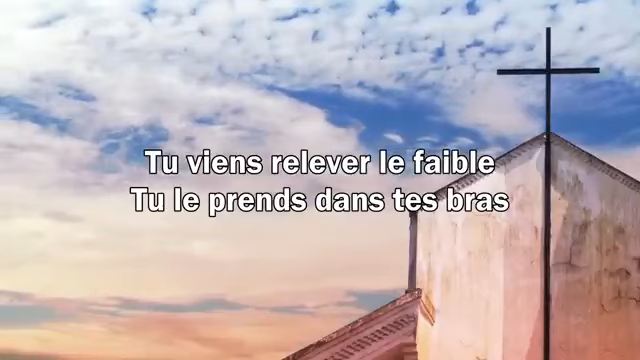 Tu viens relever le faible
Tu le prends dans tes bras